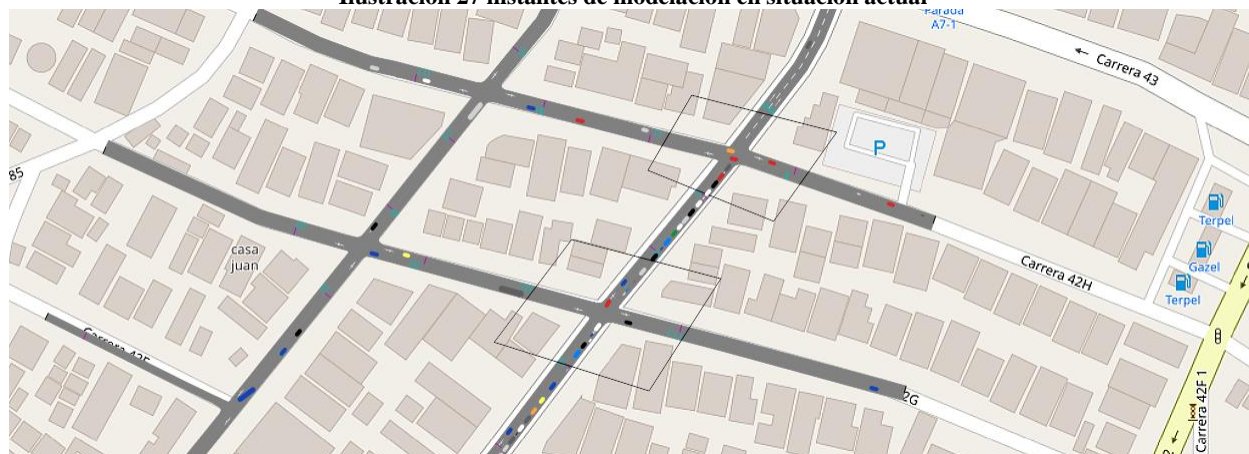 Ilustración 27 Instantes de modelación en situación actual
Parada
A7-1
Carrera 43
P
85
Terpel
casa
juan
Gazel
Carrera 42H
Terpel
Carrera 42F
2G
Carrera 42F 1